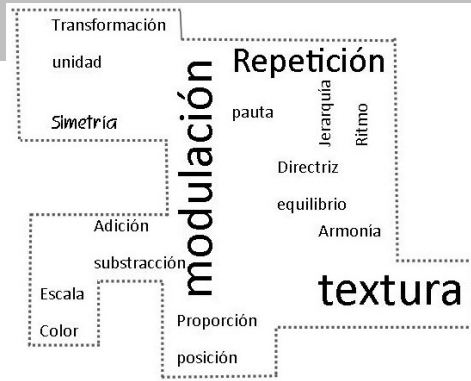 Transformación
unidad
Simetría
modulación
Repetición
pauta
Jerarquía
Ritmo
Directriz
equilibrio
Armonía
Adición
substracción
Escala
Color
textura
Proporción
posición